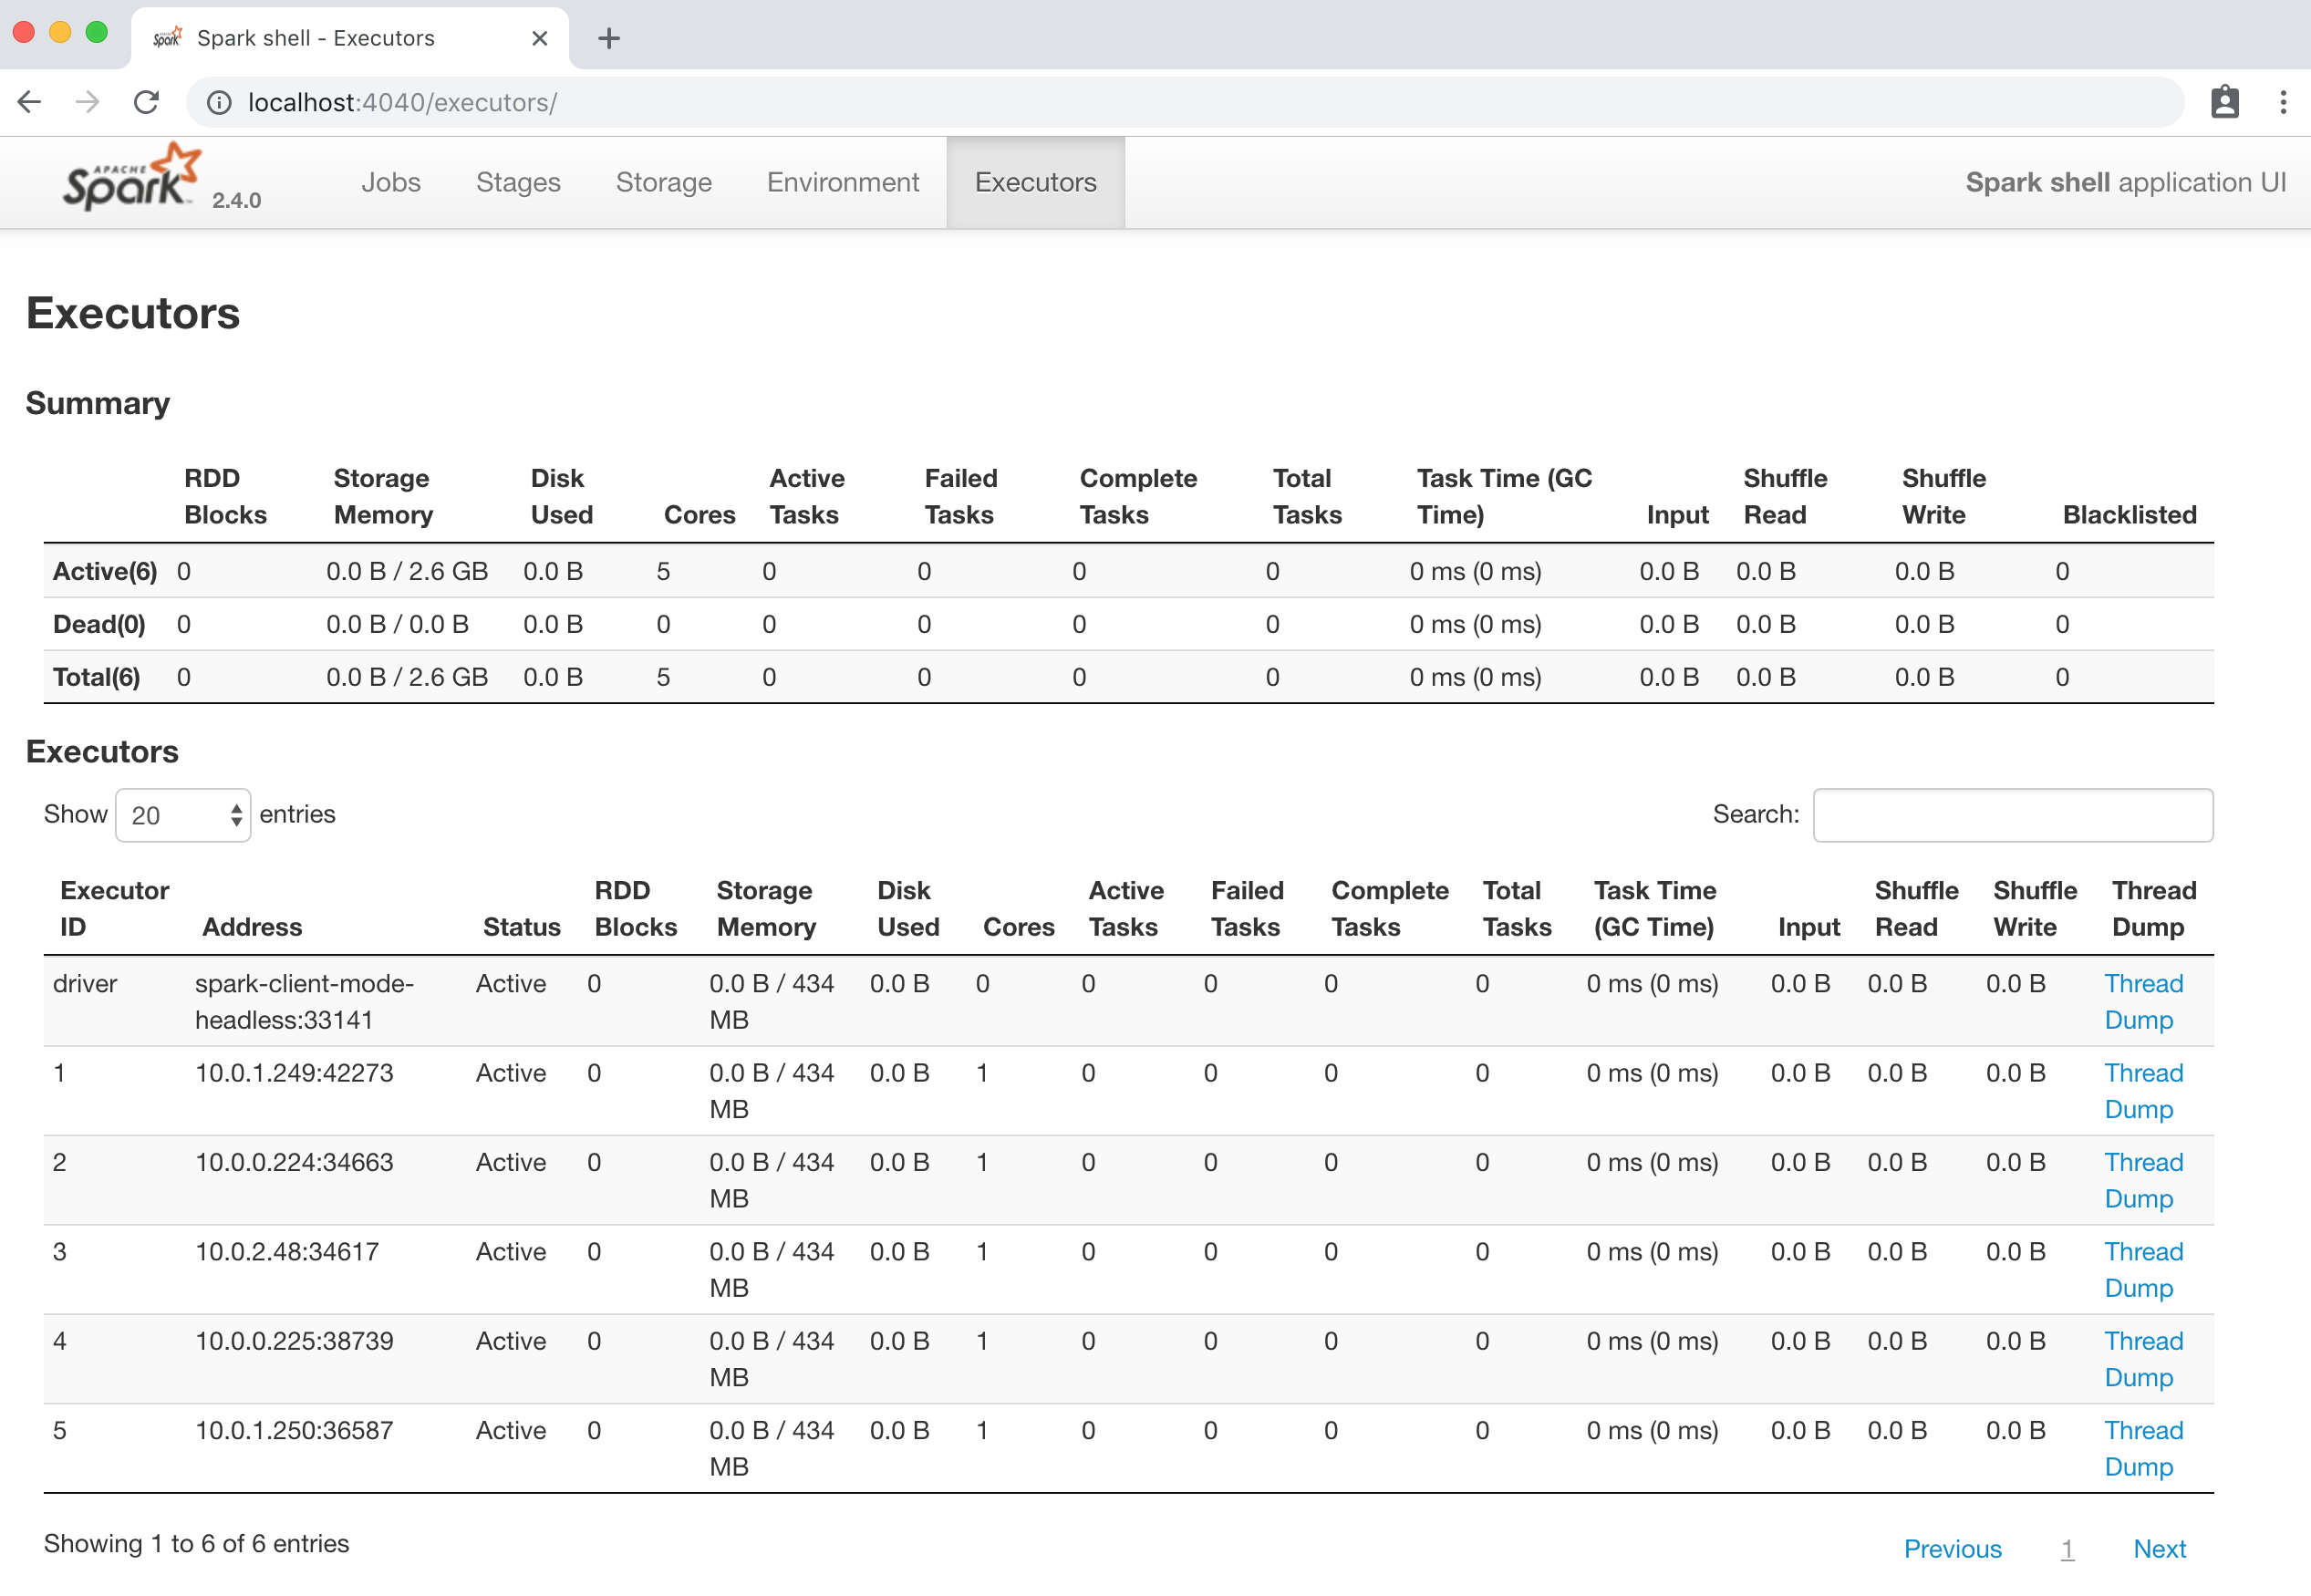 Spark shell - Executors
localhost:4040/executors/
APACHE Spark 2.4.0 Jobs Stages Storage Environment Executors Spark shell application UI
Executors
Summary
RDD Blocks Storage Memory Disk Used Cores Active Tasks Failed Tasks Complete Tasks Total Tasks Task Time (GC Time) Input Shuffle Read Shuffle Write Blacklisted
Active(6) 0 0.0 B / 2.6 GB 0.0 B 5 0 0 0 0 0 ms (0 ms) 0.0 B 0.0 B 0.0 B 0
Dead(0) 0 0.0 B / 0.0 B 0.0 B 0 0 0 0 0 0 ms (0 ms) 0.0 B 0.0 B 0.0 B 0
Total(6) 0 0.0 B / 2.6 GB 0.0 B 5 0 0 0 0 0 ms (0 ms) 0.0 B 0.0 B 0.0 B 0
Executors
Show 20 entries Search:
Executor ID Address Status RDD Blocks Storage Memory Disk Used Cores Active Tasks Failed Tasks Complete Tasks Total Tasks Task Time (GC Time) Input Shuffle Read Shuffle Write Thread Dump
driver spark-client-mode-headless:33141 Active 0 0.0 B / 434 MB 0.0 B 0 0 0 0 0 0 ms (0 ms) 0.0 B 0.0 B 0.0 B Thread Dump
1 10.0.1.249:42273 Active 0 0.0 B / 434 MB 0.0 B 1 0 0 0 0 0 ms (0 ms) 0.0 B 0.0 B 0.0 B Thread Dump
2 10.0.0.224:34663 Active 0 0.0 B / 434 MB 0.0 B 1 0 0 0 0 0 ms (0 ms) 0.0 B 0.0 B 0.0 B Thread Dump
3 10.0.2.48:34617 Active 0 0.0 B / 434 MB 0.0 B 1 0 0 0 0 0 ms (0 ms) 0.0 B 0.0 B 0.0 B Thread Dump
4 10.0.0.225:38739 Active 0 0.0 B / 434 MB 0.0 B 1 0 0 0 0 0 ms (0 ms) 0.0 B 0.0 B 0.0 B Thread Dump
5 10.0.1.250:36587 Active 0 0.0 B / 434 MB 0.0 B 1 0 0 0 0 0 ms (0 ms) 0.0 B 0.0 B 0.0 B Thread Dump
Showing 1 to 6 of 6 entries Previous 1 Next